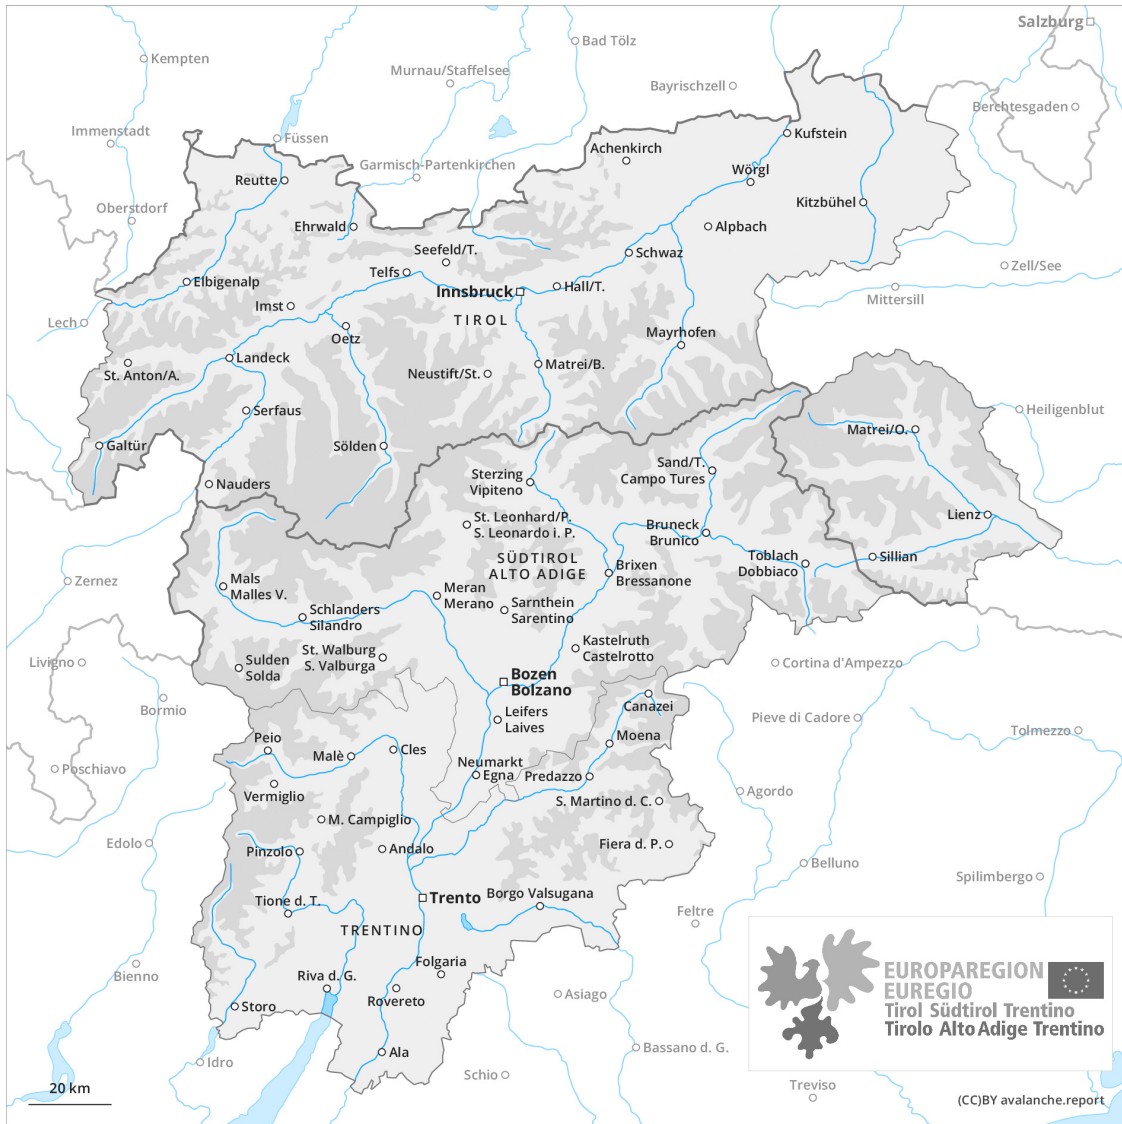 Salzburg
Bad Tölz
Kempten
Murnau/Staffelsee
Bayrischzell
Berchtesgaden
Immenstadt
Füssen
Kufstein
Achenkirch
Garmisch-Partenkirchen
Wörgl
Reutte
Kitzbühel
Oberstdorf
Ehrwald
Alpbach
Seefeld/T.
Schwaz
Zell/See
Telfs
Elbigenalp
Innsbruck
Hall/T.
Mittersill
Imst
TIROL
Lech
Oetz
Mayrhofen
Landeck
Matrei/B.
St. Anton/A.
Neustift/St.
Serfaus
Heiligenblut
Matrei/O.
Galtür
Sölden
Sand/T.
Campo Tures
Sterzing
Vipiteno
Nauders
St. Leonhard/P.
S. Leonardo i. P.
Lienz
Bruneck
Brunico
SÜDTIROL
ALTO ADIGE
Toblach
Dobbiaco
Sillian
Brixen
Bressanone
Zernez
Mals
Malles V.
Meran
Merano
Sarnthein
Sarentino
Schlanders
Silandro
Kastelruth
Castelrotto
St. Walburg
S. Valburga
Livigno
Sulden
Solda
Cortina d'Ampezzo
Bozen
Bolzano
Bormio
Canazei
Leifers
Laives
Pieve di Cadore
Tolmezzo
Peio
Moena
Malè
Cles
Poschiavo
Neumarkt
Egna
Predazzo
Vermiglio
Agordo
S. Martino d. C.
M. Campiglio
Edolo
Pinzolo
Andalo
Fiera d. P.
Belluno
Spilimbergo
Tione d. T.
Trento
Borgo Valsugana
Feltre
TRENTINO
Folgaria
Bienno
Riva d. G.
Rovereto
Asiago
Storo
EUROPAREGION
EUREGIO
Tirol Südtirol Trentino
Tirolo Alto Adige Trentino
Ala
Bassano d. G.
Idro
Schio
Treviso
20 km
(CC)BY avalanche.report